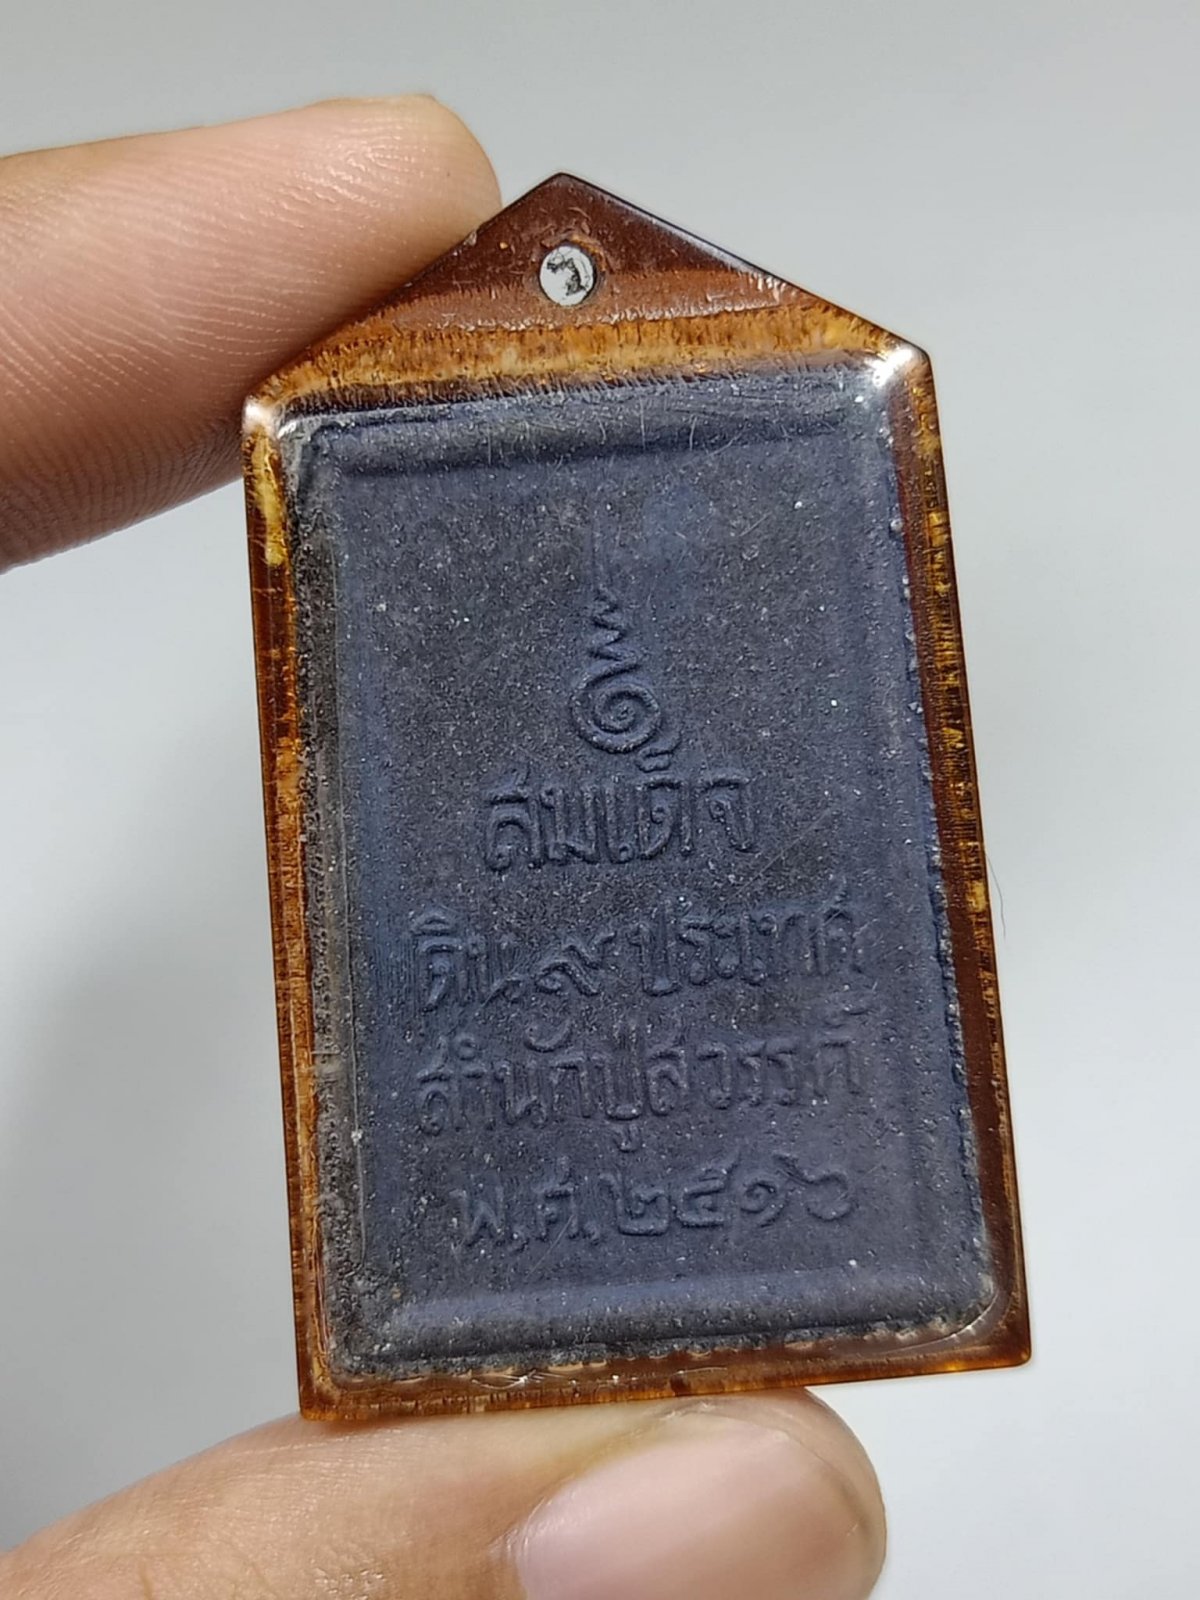 สมเด็จ
ดิน ๙ ประเทศ
สำนักปู่สวรรค์
พ.ศ. ๒๕๑๖